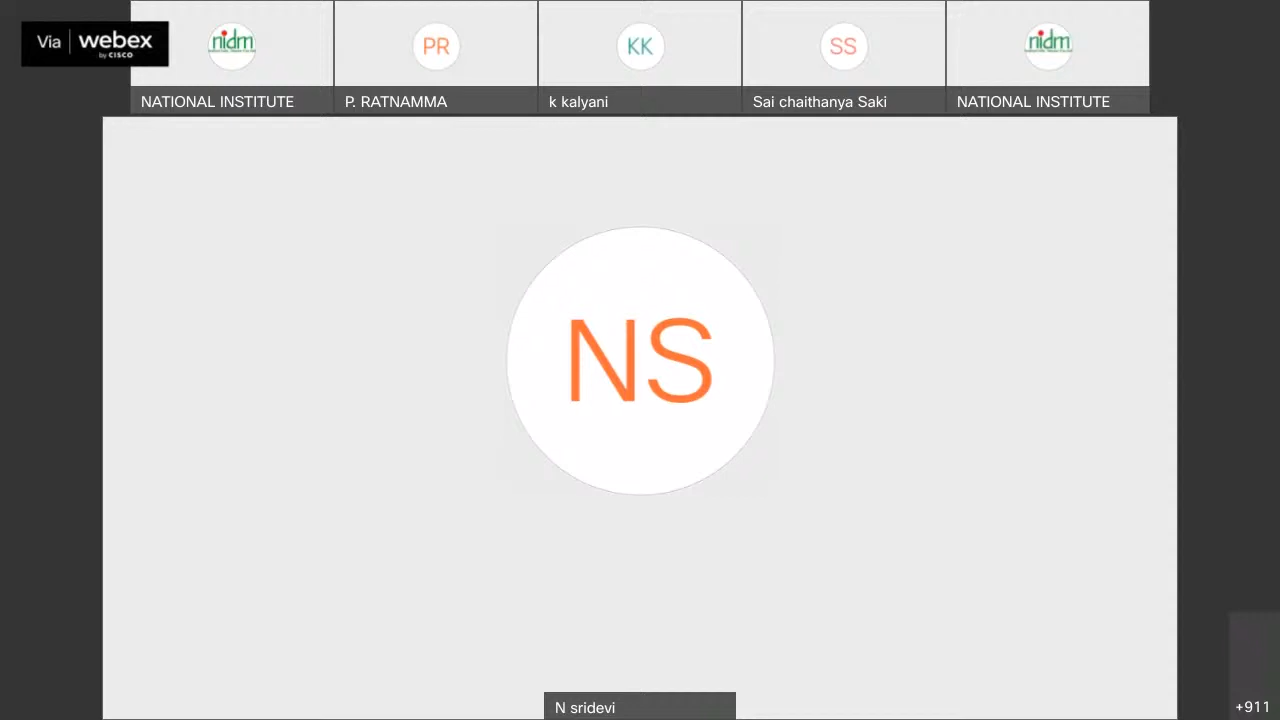 Via webex
by CISCO
nidm
PR
KK
SS
nidm
NATIONAL INSTITUTE
P. RATNAMMA
k kalyani
Sai chaithanya Saki
NATIONAL INSTITUTE
NS
N sridevi
+911